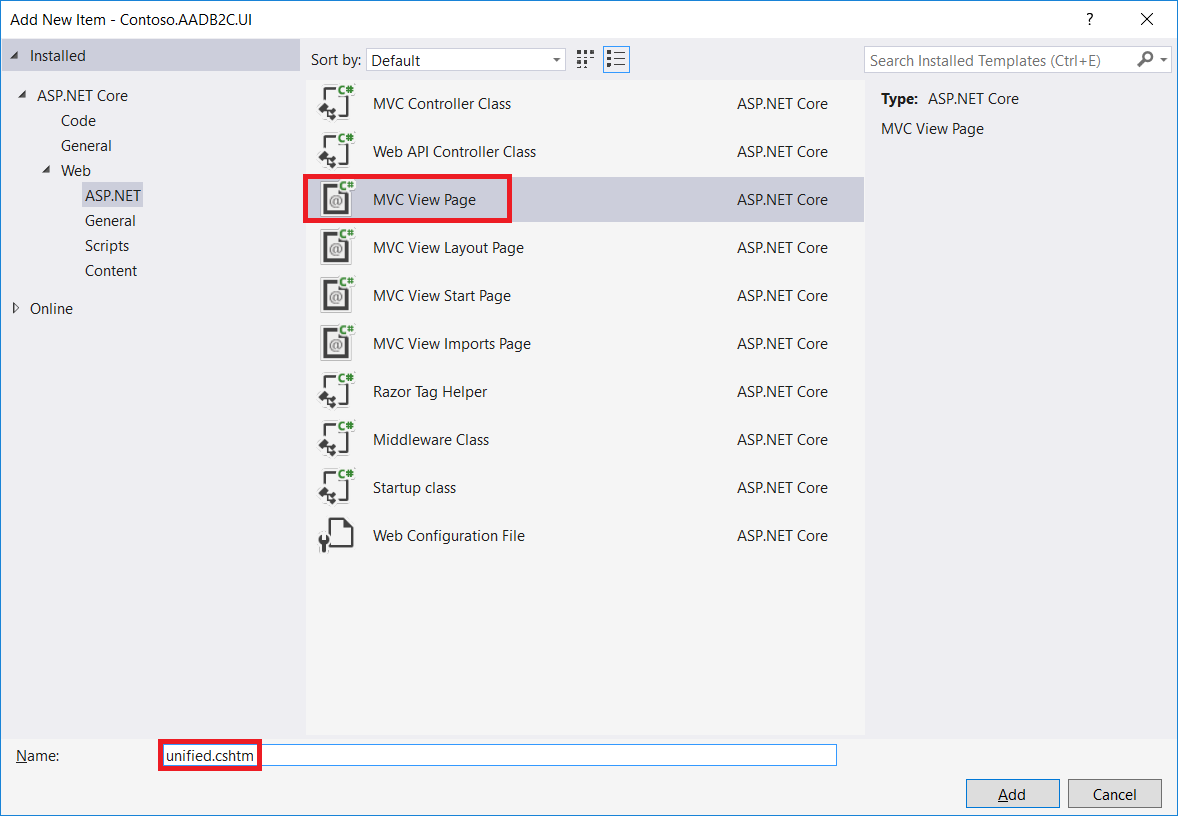 Add New Item - Contoso.AADB2C.UI
?
Installed
ASP.NET Core
Code
General
Web
ASP.NET
General
Scripts
Content
Online
Sort by: Default
C# MVC Controller Class ASP.NET Core
C# Web API Controller Class ASP.NET Core
C# @ MVC View Page ASP.NET Core
C# @ MVC View Layout Page ASP.NET Core
C# @ MVC View Start Page ASP.NET Core
C# @ MVC View Imports Page ASP.NET Core
C# Razor Tag Helper ASP.NET Core
C# Middleware Class ASP.NET Core
C# Startup class ASP.NET Core
Web Configuration File ASP.NET Core
Search Installed Templates (Ctrl+E)
Type: ASP.NET Core
MVC View Page
Name: unified.cshtm
Add Cancel